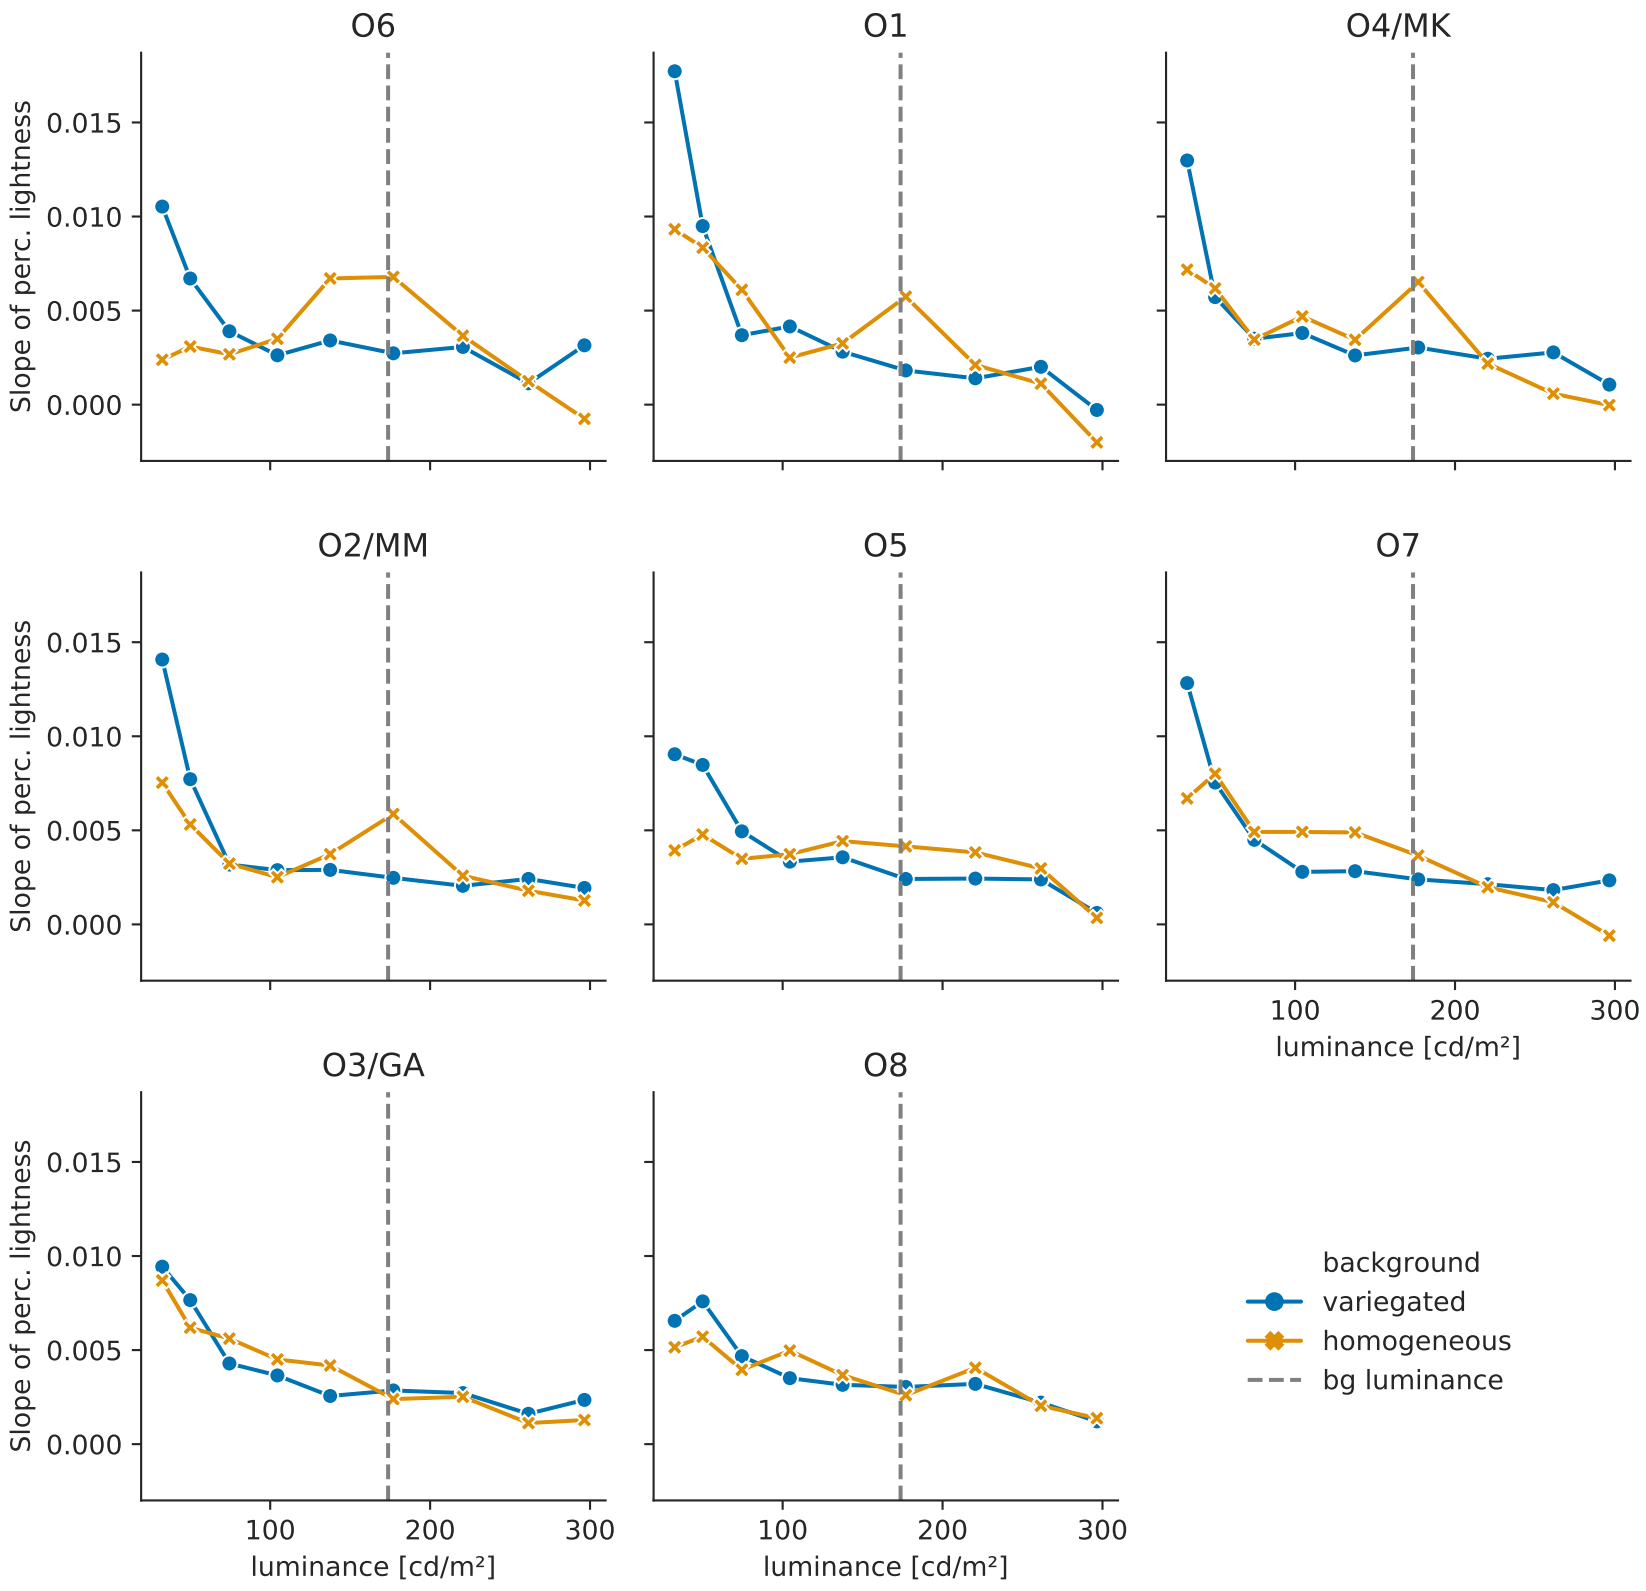 O6
O1
O4/MK
Slope of perc. lightness
0.015
0.010
0.005
0.000
O2/MM
O5
O7
Slope of perc. lightness
0.015
0.010
0.005
0.000
100 200 300
luminance [cd/m²]
O3/GA
O8
Slope of perc. lightness
0.015
0.010
0.005
0.000
100 200 300
luminance [cd/m²]
100 200 300
luminance [cd/m²]
background
variegated
homogeneous
bg luminance